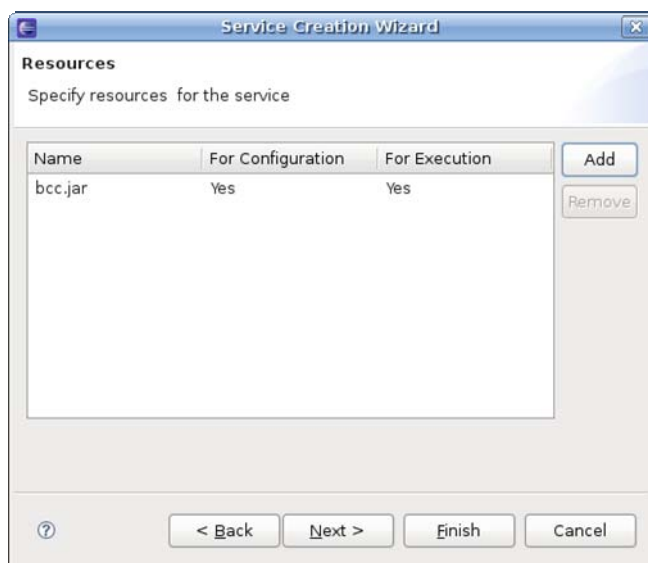 Service Creation Wizard
Resources
Specify resources for the service
Name For Configuration For Execution
bcc.jar Yes Yes
Add
Remove
?
< Back Next > Finish Cancel